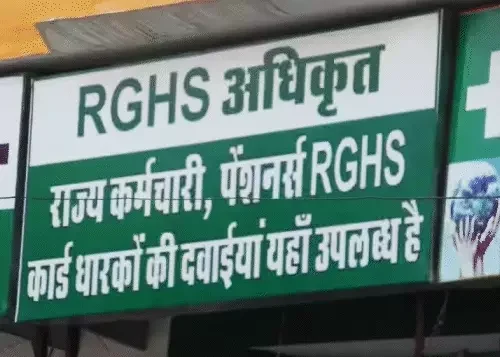 RGHS अधिकृत
राज्य कर्मचारी, पेंशनर्स RGHS
कार्ड धारकों की दवाईयां यहाँ उपलब्ध है